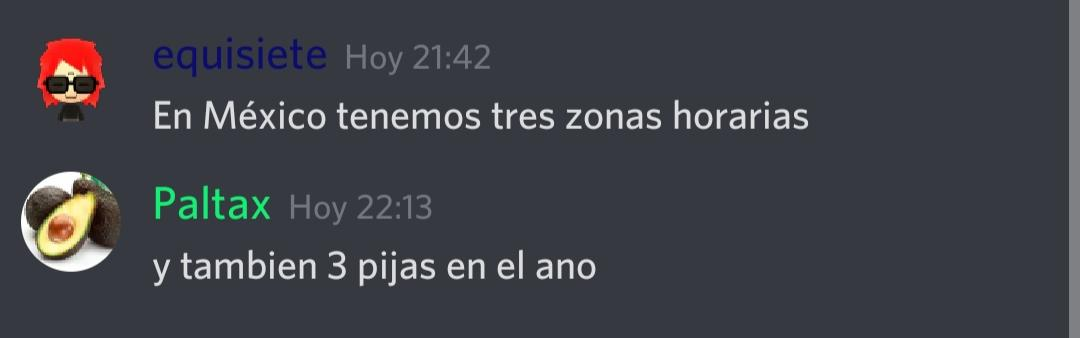 equisiete Hoy 21:42
En México tenemos tres zonas horarias
Paltax Hoy 22:13
y tambien 3 pijas en el ano